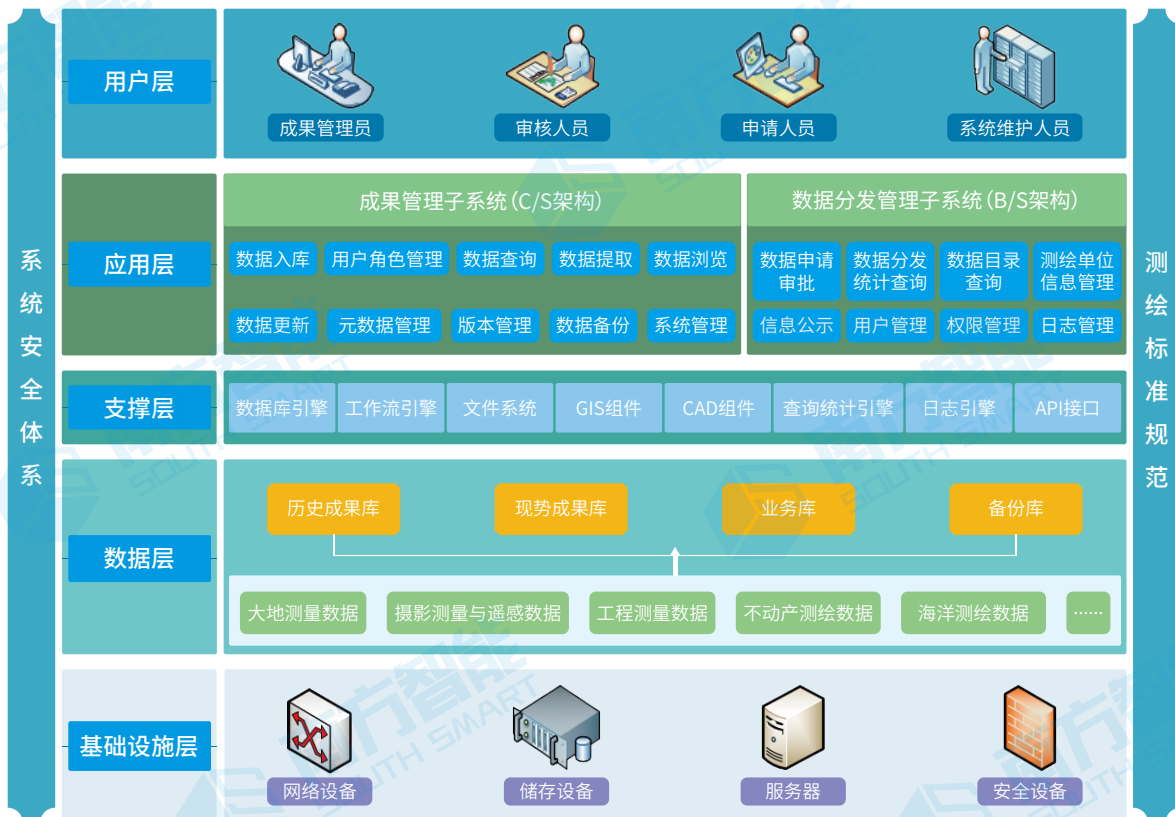 系统安全体系
测绘标准规范
用户层
成果管理员
审核人员
申请人员
系统维护人员
应用层
成果管理子系统(C/S架构)
数据入库
用户角色管理
数据查询
数据提取
数据浏览
数据更新
元数据管理
版本管理
数据备份
系统管理
数据分发管理子系统(B/S架构)
数据申请
审批
数据分发
统计查询
数据目录
查询
测绘单位
信息管理
信息公示
用户管理
权限管理
日志管理
支撑层
数据库引擎
工作流引擎
文件系统
GIS组件
CAD组件
查询统计引擎
日志引擎
API接口
数据层
历史成果库
现势成果库
业务库
备份库
大地测量数据
摄影测量与遥感数据
工程测量数据
不动产测绘数据
海洋测绘数据
……
基础设施层
网络设备
储存设备
服务器
安全设备
南方智能
SOUTH SMART